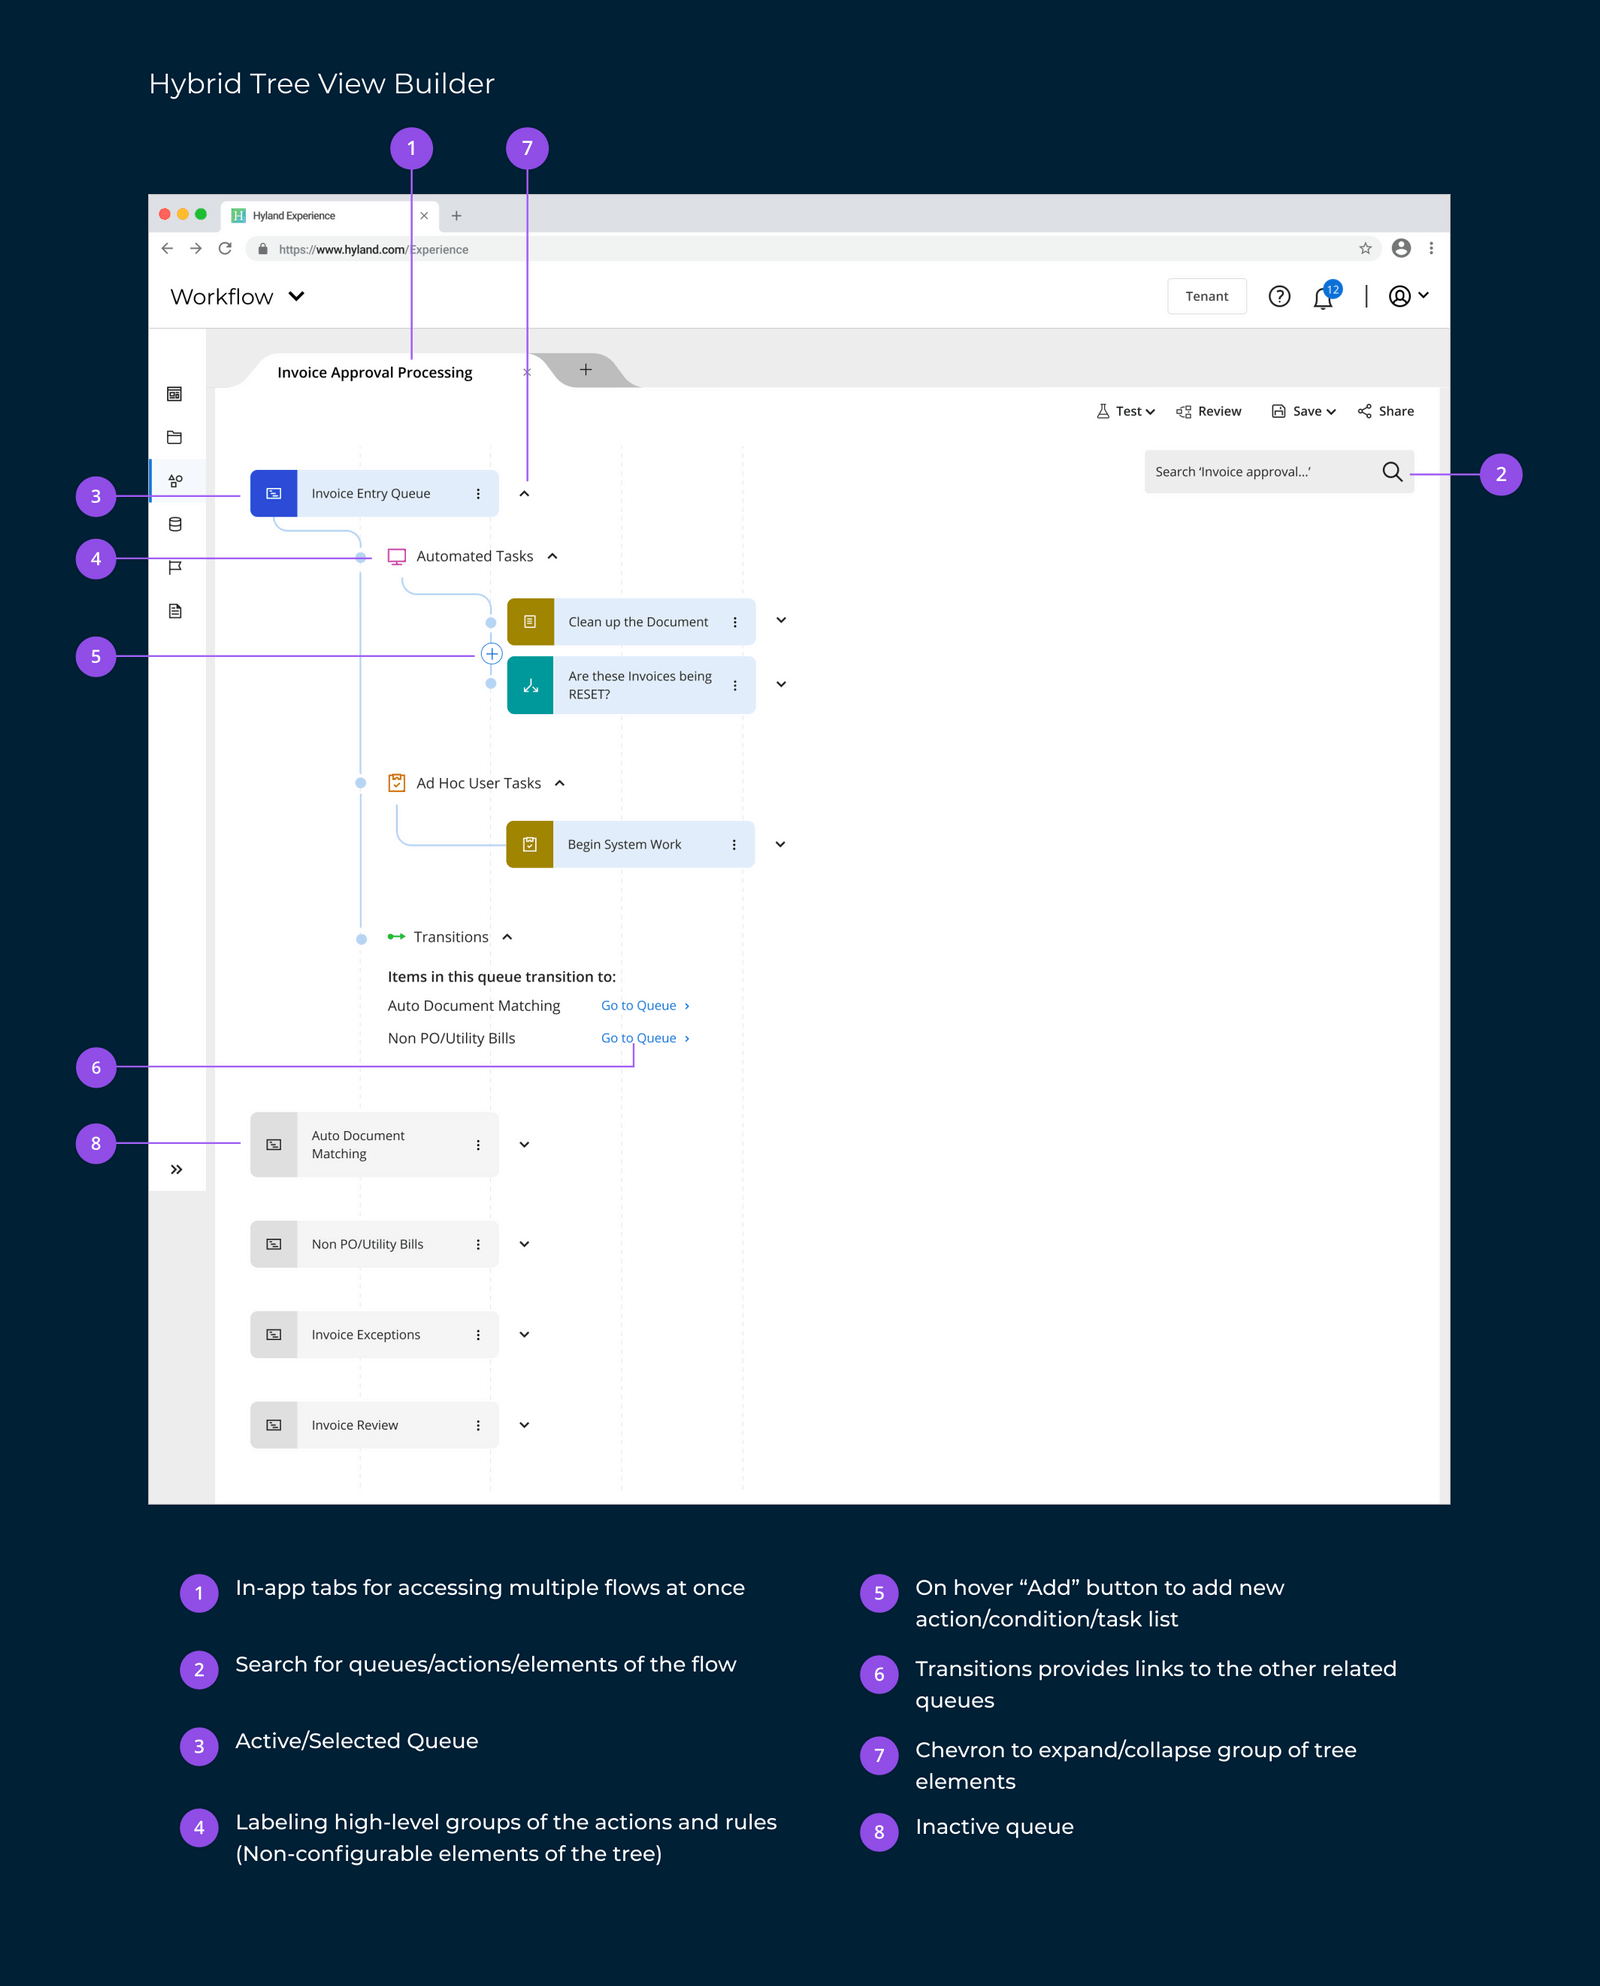 Hybrid Tree View Builder
1
7
Hyland Experience
https://www.hyland.com/Experience
Workflow
Tenant
12
Invoice Approval Processing
Test
Review
Save
Share
Search ‘Invoice approval...’
2
3
Invoice Entry Queue
4
Automated Tasks
Clean up the Document
5
Are these Invoices being
RESET?
Ad Hoc User Tasks
Begin System Work
Transitions
Items in this queue transition to:
Auto Document Matching Go to Queue >
Non PO/Utility Bills Go to Queue >
6
8
Auto Document
Matching
Non PO/Utility Bills
Invoice Exceptions
Invoice Review
1 In-app tabs for accessing multiple flows at once
2 Search for queues/actions/elements of the flow
3 Active/Selected Queue
4 Labeling high-level groups of the actions and rules
(Non-configurable elements of the tree)
5 On hover “Add” button to add new
action/condition/task list
6 Transitions provides links to the other related
queues
7 Chevron to expand/collapse group of tree
elements
8 Inactive queue